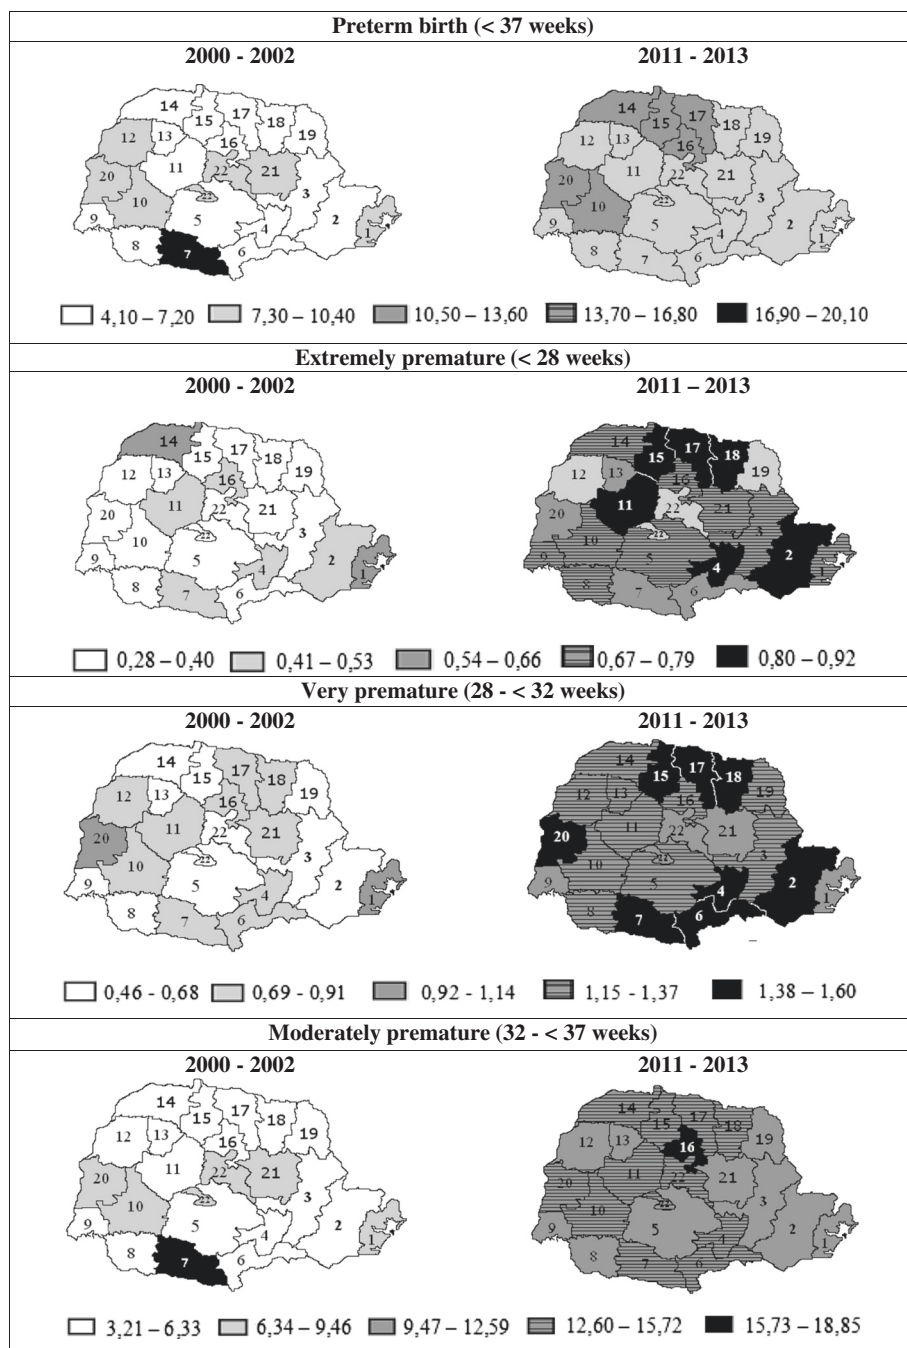 Preterm birth (< 37 weeks)
2000 - 2002 2011 - 2013
14 15 17 18 19 12 13 16 11 22 21 20 10 3 22 5 4 2 1 9 8 7 6
14 15 17 18 19 12 13 16 11 22 21 20 10 3 22 5 4 2 1 9 8 7 6
4,10 – 7,20 7,30 – 10,40 10,50 – 13,60 13,70 – 16,80 16,90 – 20,10
Extremely premature (< 28 weeks)
2000 - 2002 2011 – 2013
14 15 17 18 19 12 13 16 11 22 21 20 10 3 22 5 4 2 1 9 8 7 6
14 15 17 18 19 12 13 16 11 22 21 20 10 3 22 5 4 2 1 9 8 7 6
0,28 – 0,40 0,41 – 0,53 0,54 – 0,66 0,67 – 0,79 0,80 – 0,92
Very premature (28 - < 32 weeks)
2000 - 2002 2011 - 2013
14 15 17 18 19 12 13 16 11 22 21 20 10 3 5 4 2 1 9 8 7 6
14 15 17 18 19 12 13 16 11 22 21 20 10 3 22 5 4 2 1 9 8 7 6
0,46 - 0,68 0,69 - 0,91 0,92 - 1,14 1,15 - 1,37 1,38 – 1,60
Moderately premature (32 - < 37 weeks)
2000 - 2002 2011 - 2013
14 15 17 18 19 12 13 16 11 22 21 20 10 3 22 5 4 2 1 9 8 7 6
14 15 17 18 19 12 13 16 11 22 21 20 10 3 22 5 4 2 1 9 8 7 6
3,21 – 6,33 6,34 – 9,46 9,47 – 12,59 12,60 – 15,72 15,73 – 18,85